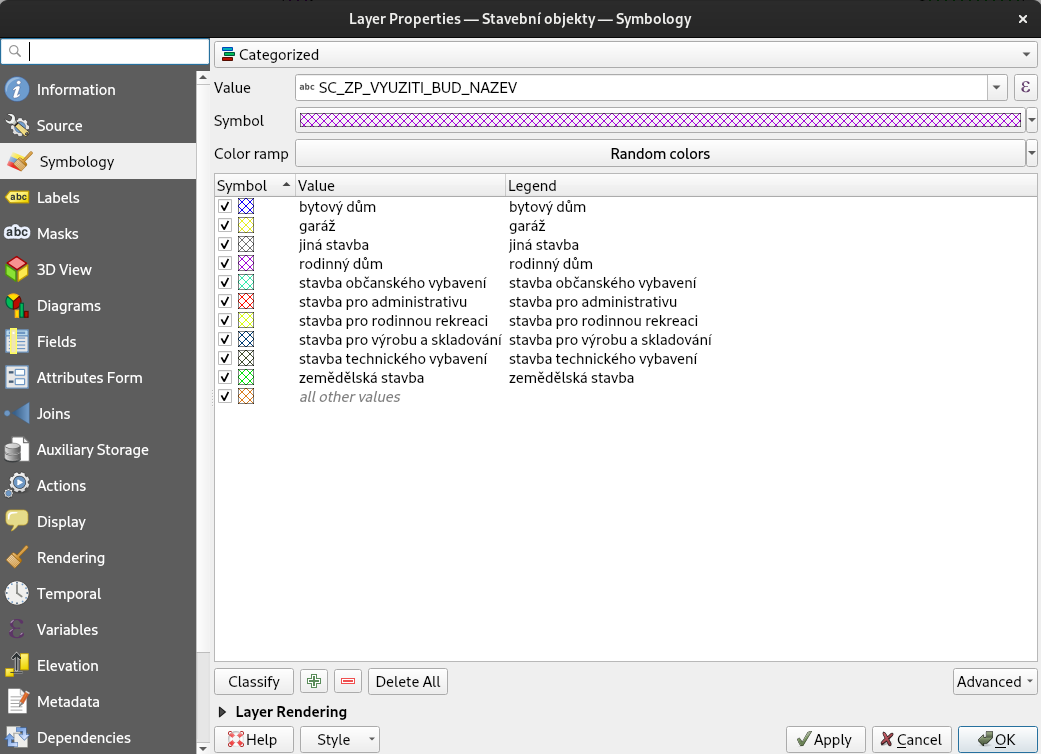 Layer Properties — Stavební objekty — Symbology
Categorized
Information
Source
Symbology
abc Labels
abc Masks
3D View
Diagrams
Fields
Attributes Form
Joins
Auxiliary Storage
Actions
Display
Rendering
Temporal
Variables
Elevation
Metadata
Dependencies
Value abc SC_ZP_VYUZITI_BUD_NAZEV ε
Symbol
Color ramp Random colors
Symbol Value Legend
bytový dům bytový dům
garáž garáž
jiná stavba jiná stavba
rodinný dům rodinný dům
stavba občanského vybavení stavba občanského vybavení
stavba pro administrativu stavba pro administrativu
stavba pro rodinnou rekreaci stavba pro rodinnou rekreaci
stavba pro výrobu a skladování stavba pro výrobu a skladování
stavba technického vybavení stavba technického vybavení
zemědělská stavba zemědělská stavba
all other values
Classify Delete All Advanced
Layer Rendering
Help Style Apply Cancel OK